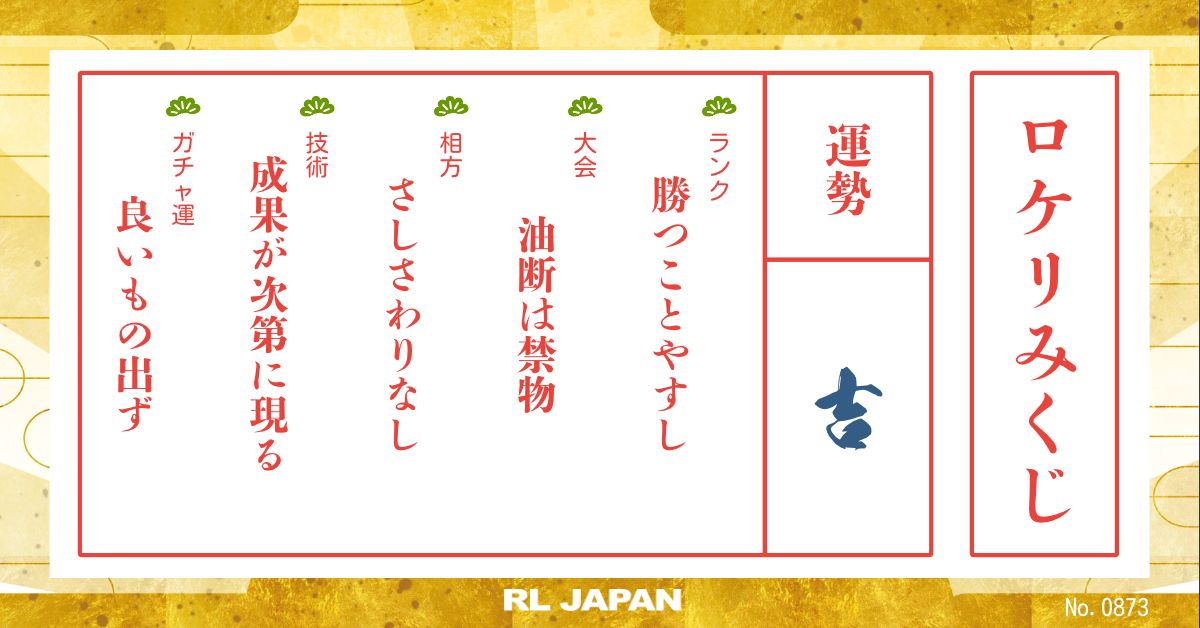 ロケリみくじ
運勢
吉
ランク
勝つことやすし
大会
油断は禁物
相方
さしさわりなし
技術
成果が次第に現る
ガチャ運
良いもの出ず
RL JAPAN
No. 0873